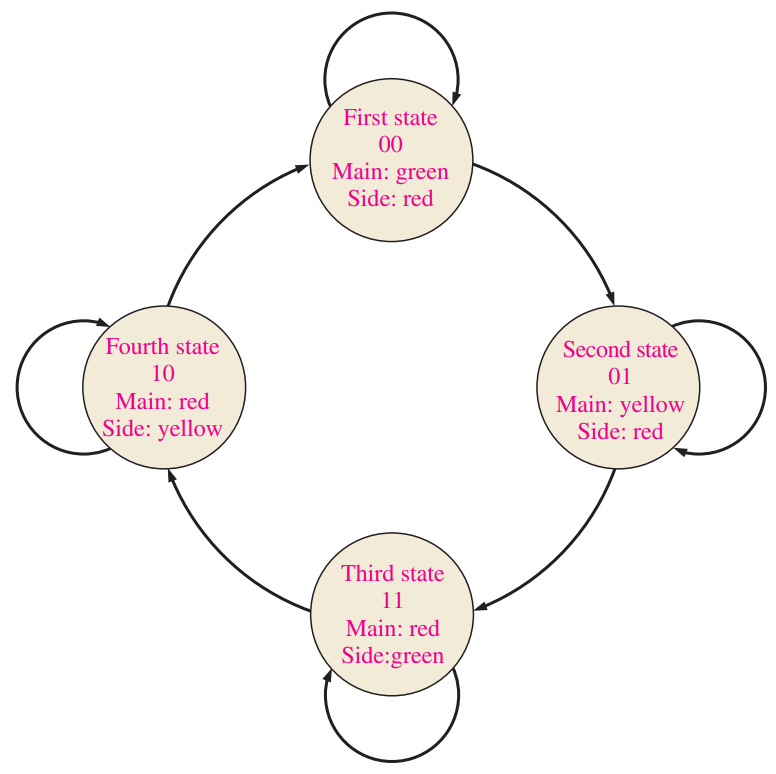 First state
00
Main: green
Side: red
Fourth state
10
Main: red
Side: yellow
Second state
01
Main: yellow
Side: red
Third state
11
Main: red
Side:green